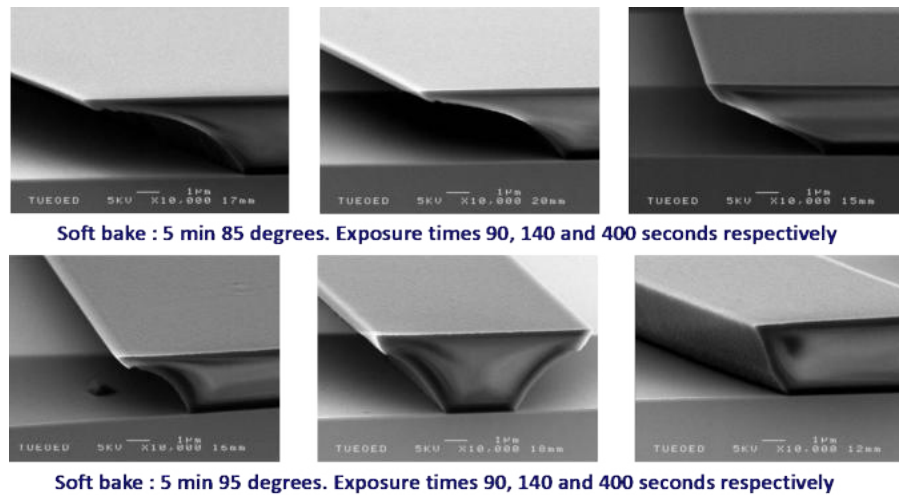 1µm
TUEOED 5KV X10,000 17mm
1µm
TUEOED 5KV X10,000 20mm
1µm
TUEOED 5KV X10,000 15mm
Soft bake : 5 min 85 degrees. Exposure times 90, 140 and 400 seconds respectively
1µm
TUEOED 5KV X10,000 16mm
1µm
TUEOED 5KV X10,000 18mm
1µm
TUEOED 5KV X10,000 12mm
Soft bake : 5 min 95 degrees. Exposure times 90, 140 and 400 seconds respectively